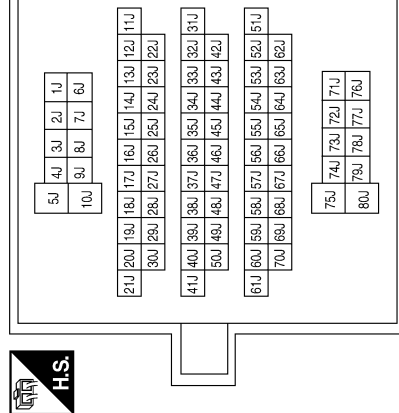 H.S.
5J 4J 3J 2J 1J
10J 9J 8J 7J 6J
21J 20J 19J 18J 17J 16J 15J 14J 13J 12J 11J
30J 29J 28J 27J 26J 25J 24J 23J 22J
41J 40J 39J 38J 37J 36J 35J 34J 33J 32J 31J
50J 49J 48J 47J 46J 45J 44J 43J 42J
61J 60J 59J 58J 57J 56J 55J 54J 53J 52J 51J
70J 69J 68J 67J 66J 65J 64J 63J 62J
75J 74J 73J 72J 71J
80J 79J 78J 77J 76J